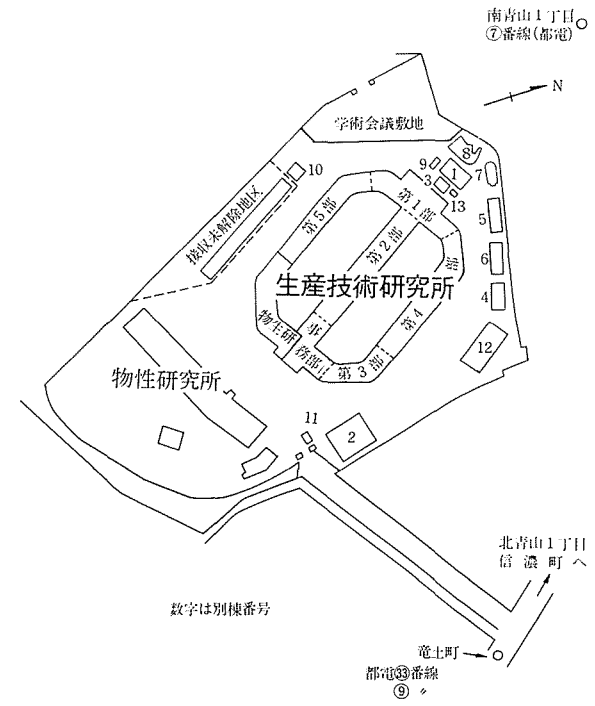 南青山1丁目
⑦番線(都電)
N
学術会議敷地
8
9
1
7
10
3
13
第1部
5
接収未解除地区
第5部
第2部
部
6
生産技術研究所
4
第4
物生研
事
務部
第3部
12
物性研究所
11
2
北青山1丁目
信濃町へ
数字は別棟番号
竜土町
都電㉝番線
⑨ 〃